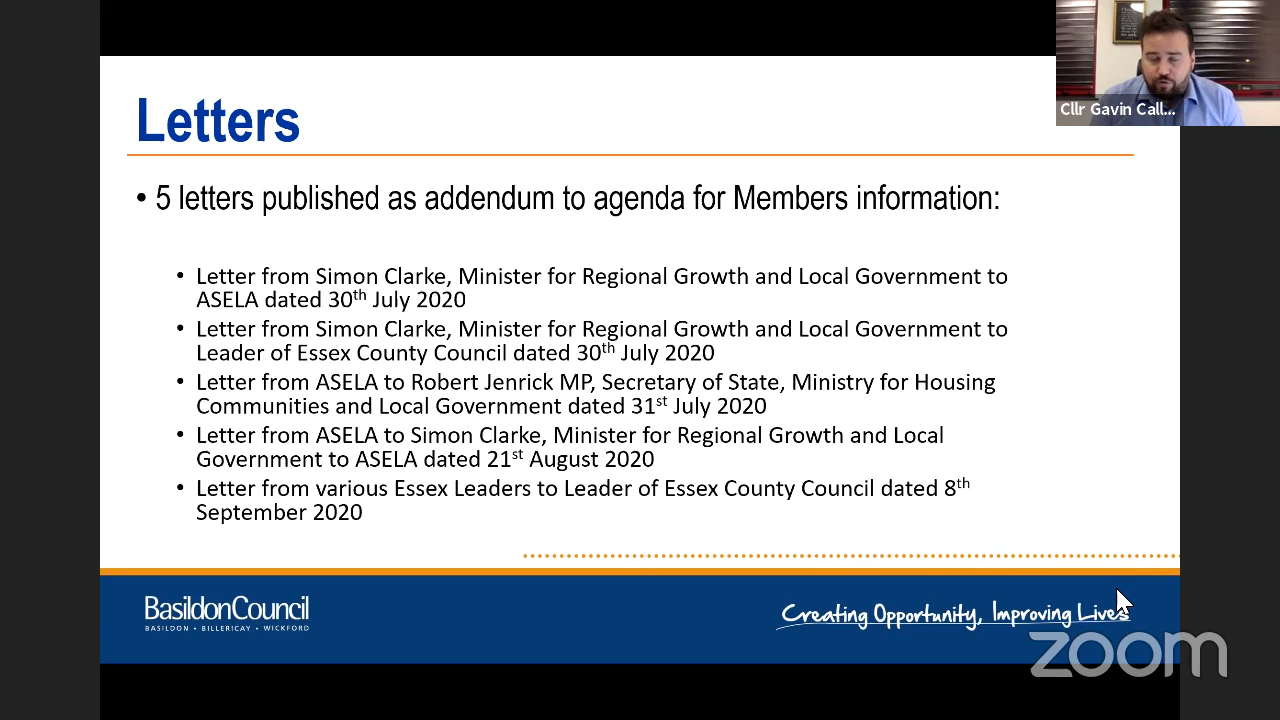 Letters
Cllr Gavin Call...
• 5 letters published as addendum to agenda for Members information:
• Letter from Simon Clarke, Minister for Regional Growth and Local Government to
ASELA dated 30th July 2020
• Letter from Simon Clarke, Minister for Regional Growth and Local Government to
Leader of Essex County Council dated 30th July 2020
• Letter from ASELA to Robert Jenrick MP, Secretary of State, Ministry for Housing
Communities and Local Government dated 31st July 2020
• Letter from ASELA to Simon Clarke, Minister for Regional Growth and Local
Government to ASELA dated 21st August 2020
• Letter from various Essex Leaders to Leader of Essex County Council dated 8th
September 2020
BasildonCouncil
BASILDON • BILLERICAY • WICKFORD
Creating Opportunity, Improving Lives
zoom